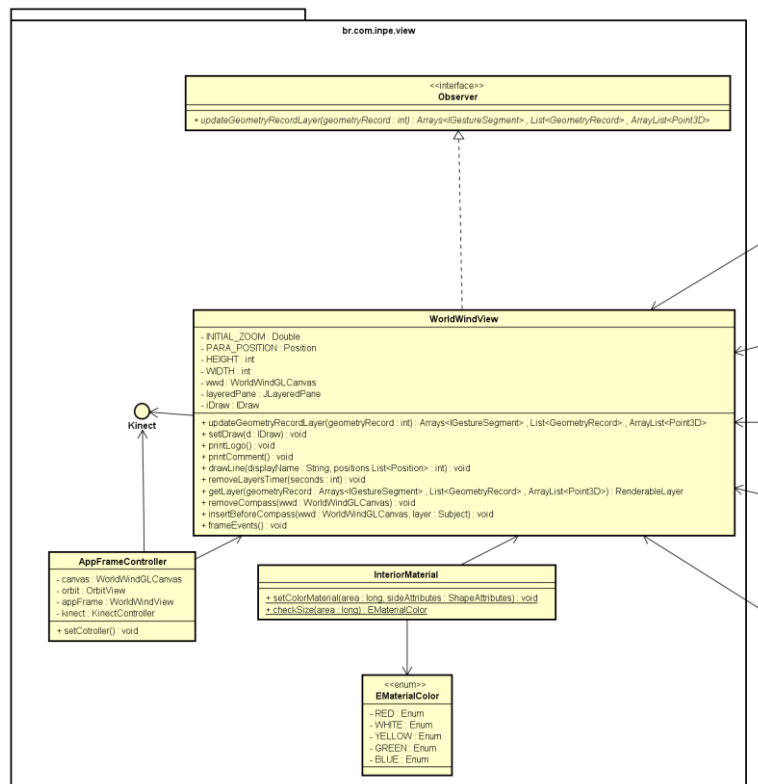 br.com.inpe.view
<<interface>>
Observer
+ updateGeometryRecordLayer(geometryRecord : int) : Arrays<IGestureSegment> , List<GeometryRecord> , ArrayList<Point3D>
WorldWindView
- INITIAL_ZOOM : Double
- PARA_POSITION : Position
- HEIGHT : int
- WIDTH : int
- wwd : WorldWindGLCanvas
- layeredPane : JLayeredPane
- iDraw : IDraw
+ updateGeometryRecordLayer(geometryRecord : int) : Arrays<IGestureSegment> , List<GeometryRecord> , ArrayList<Point3D>
+ setIDraw(d : IDraw) : void
+ printLogo() : void
+ printComment() : void
+ drawLine(displayName : String, positions List<Position> : int) : void
+ removeLayersTimer(seconds : int) : void
+ getLayer(geometryRecord : Arrays<IGestureSegment> , List<GeometryRecord> , ArrayList<Point3D>) : RenderableLayer
+ removeCompass(wwd : WorldWindGLCanvas) : void
+ insertBeforeCompass(wwd : WorldWindGLCanvas, layer : Subject) : void
+ frameEvents() : void
Kinect
AppFrameController
- canvas : WorldWindGLCanvas
- orbit : OrbitView
- appFrame : WorldWindView
- kinect : KinectController
+ setCotroller() : void
InteriorMaterial
+ setColorMaterial(area : long, sideAttributes : ShapeAttributes) : void
+ checkSize(area : long) : EMaterialColor
<<enum>>
EMaterialColor
- RED : Enum
- WHITE : Enum
- YELLOW : Enum
- GREEN : Enum
- BLUE : Enum